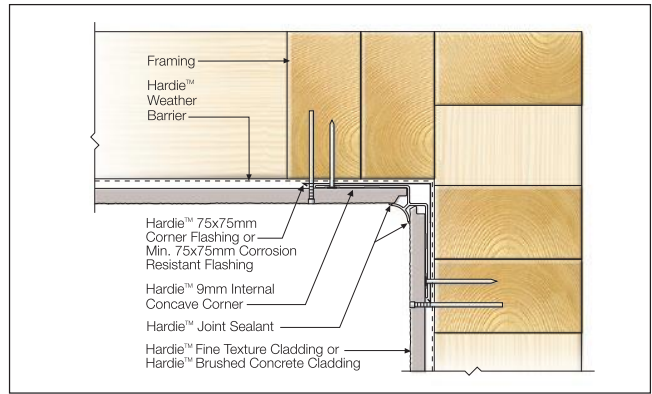 Framing
Hardie™
Weather
Barrier
Hardie™ 75x75mm
Corner Flashing or
Min. 75x75mm Corrosion
Resistant Flashing
Hardie™ 9mm Internal
Concave Corner
Hardie™ Joint Sealant
Hardie™ Fine Texture Cladding or
Hardie™ Brushed Concrete Cladding